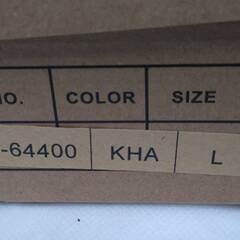 O. COLOR SIZE
-64400 KHA L